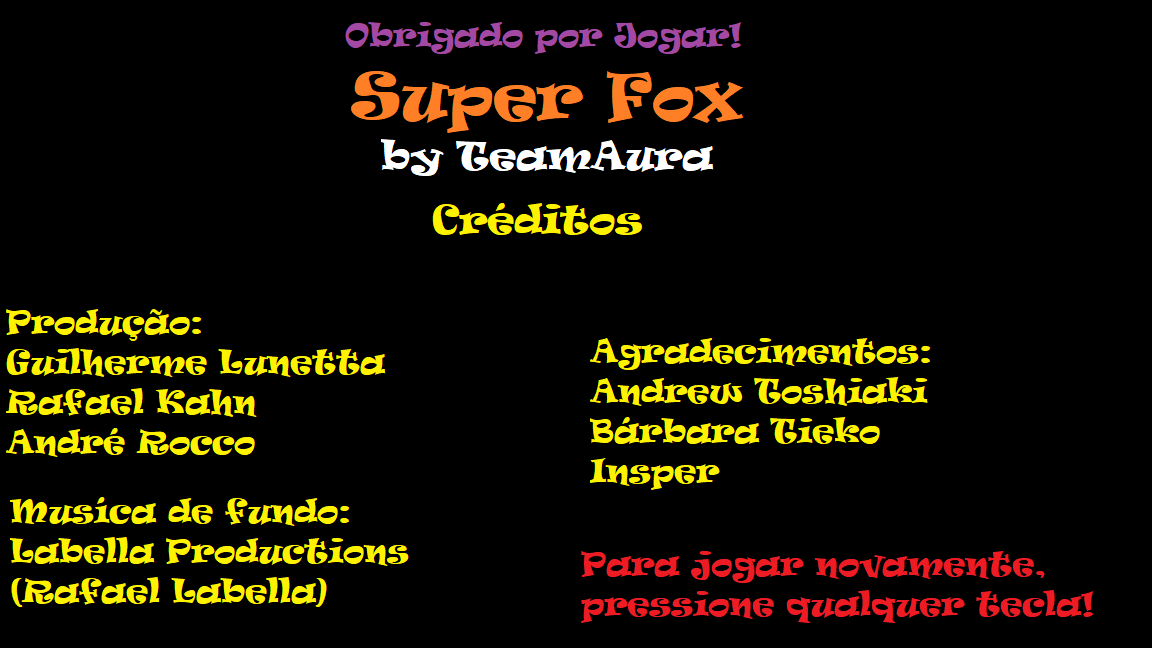 Obrigado por Jogar!
Super Fox
by TeamAura
Créditos
Produção:
Guilherme Lunetta
Rafael Kahn
André Rocco
Musíca de fundo:
Labella Productions
(Rafael Labella)
Agradecimentos:
Andrew Toshiaki
Bárbara Tieko
Insper
Para jogar novamente,
pressione qualquer tecla!